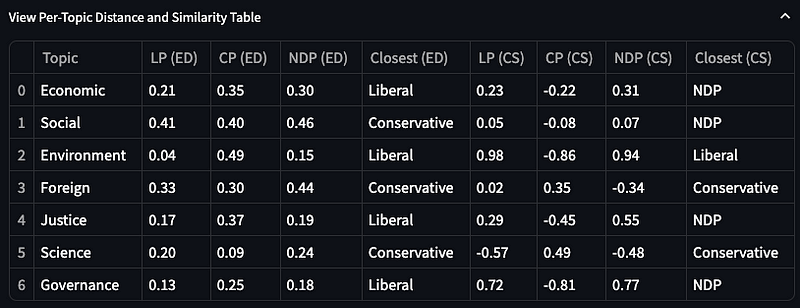 View Per-Topic Distance and Similarity Table
Topic LP (ED) CP (ED) NDP (ED) Closest (ED) LP (CS) CP (CS) NDP (CS) Closest (CS)
0 Economic 0.21 0.35 0.30 Liberal 0.23 -0.22 0.31 NDP
1 Social 0.41 0.40 0.46 Conservative 0.05 -0.08 0.07 NDP
2 Environment 0.04 0.49 0.15 Liberal 0.98 -0.86 0.94 Liberal
3 Foreign 0.33 0.30 0.44 Conservative 0.02 0.35 -0.34 Conservative
4 Justice 0.17 0.37 0.19 Liberal 0.29 -0.45 0.55 NDP
5 Science 0.20 0.09 0.24 Conservative -0.57 0.49 -0.48 Conservative
6 Governance 0.13 0.25 0.18 Liberal 0.72 -0.81 0.77 NDP